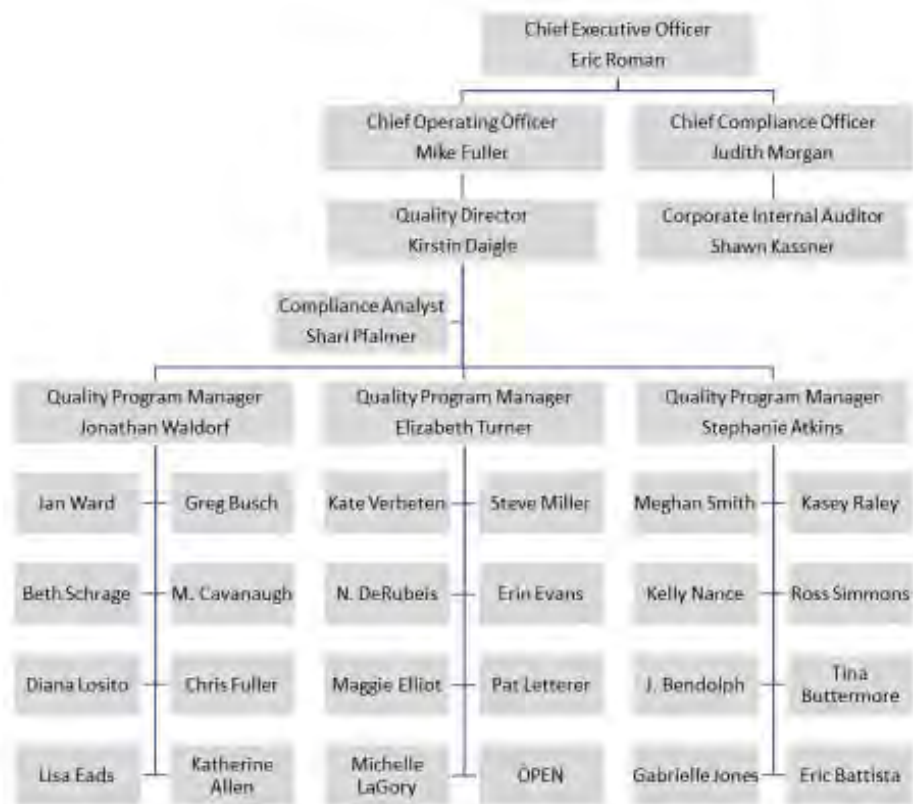 Chief Executive Officer
Eric Roman
Chief Operating Officer
Mike Fuller
Chief Compliance Officer
Judith Morgan
Quality Director
Kirstin Daigle
Corporate Internal Auditor
Shawn Kassner
Compliance Analyst
Shari Pfalmer
Quality Program Manager
Jonathan Waldorf
Quality Program Manager
Elizabeth Turner
Quality Program Manager
Stephanie Atkins
Jan Ward
Greg Busch
Kate Verbeten
Steve Miller
Meghan Smith
Kasey Raley
Beth Schrage
M. Cavanaugh
N. DeRubeis
Erin Evans
Kelly Nance
Ross Simmons
Diana Losito
Chris Fuller
Maggie Elliot
Pat Letterer
J. Bendolph
Tina
Buttermore
Lisa Eads
Katherine
Allen
Michelle
LaGory
OPEN
Gabrielle Jones
Eric Battista